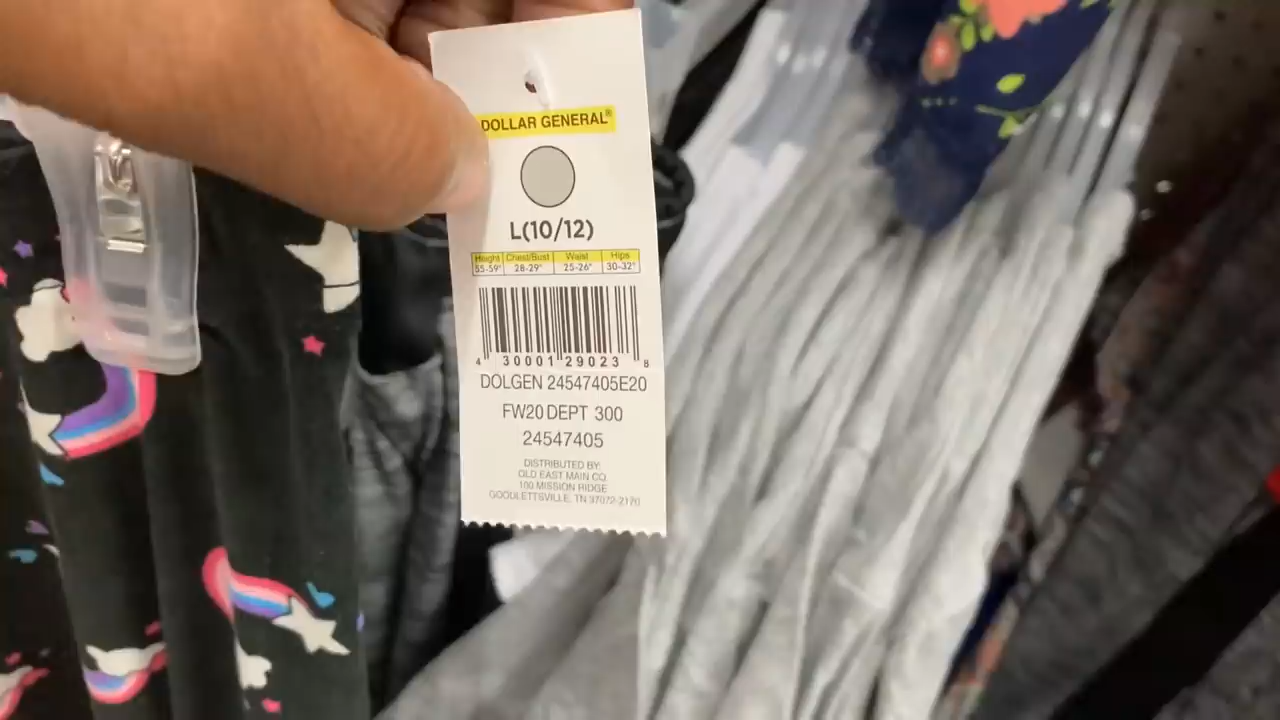 DOLLAR GENERAL®
L(10/12)
Height Chest/Bust Waist Hips
55-59" 28-29" 25-26" 30-32"
4 30001 29023 8
DOLGEN 24547405E20
FW20 DEPT 300
24547405
DISTRIBUTED BY:
OLD EAST MAIN CO.
100 MISSION RIDGE
GOODLETTSVILLE, TN 37072-2170